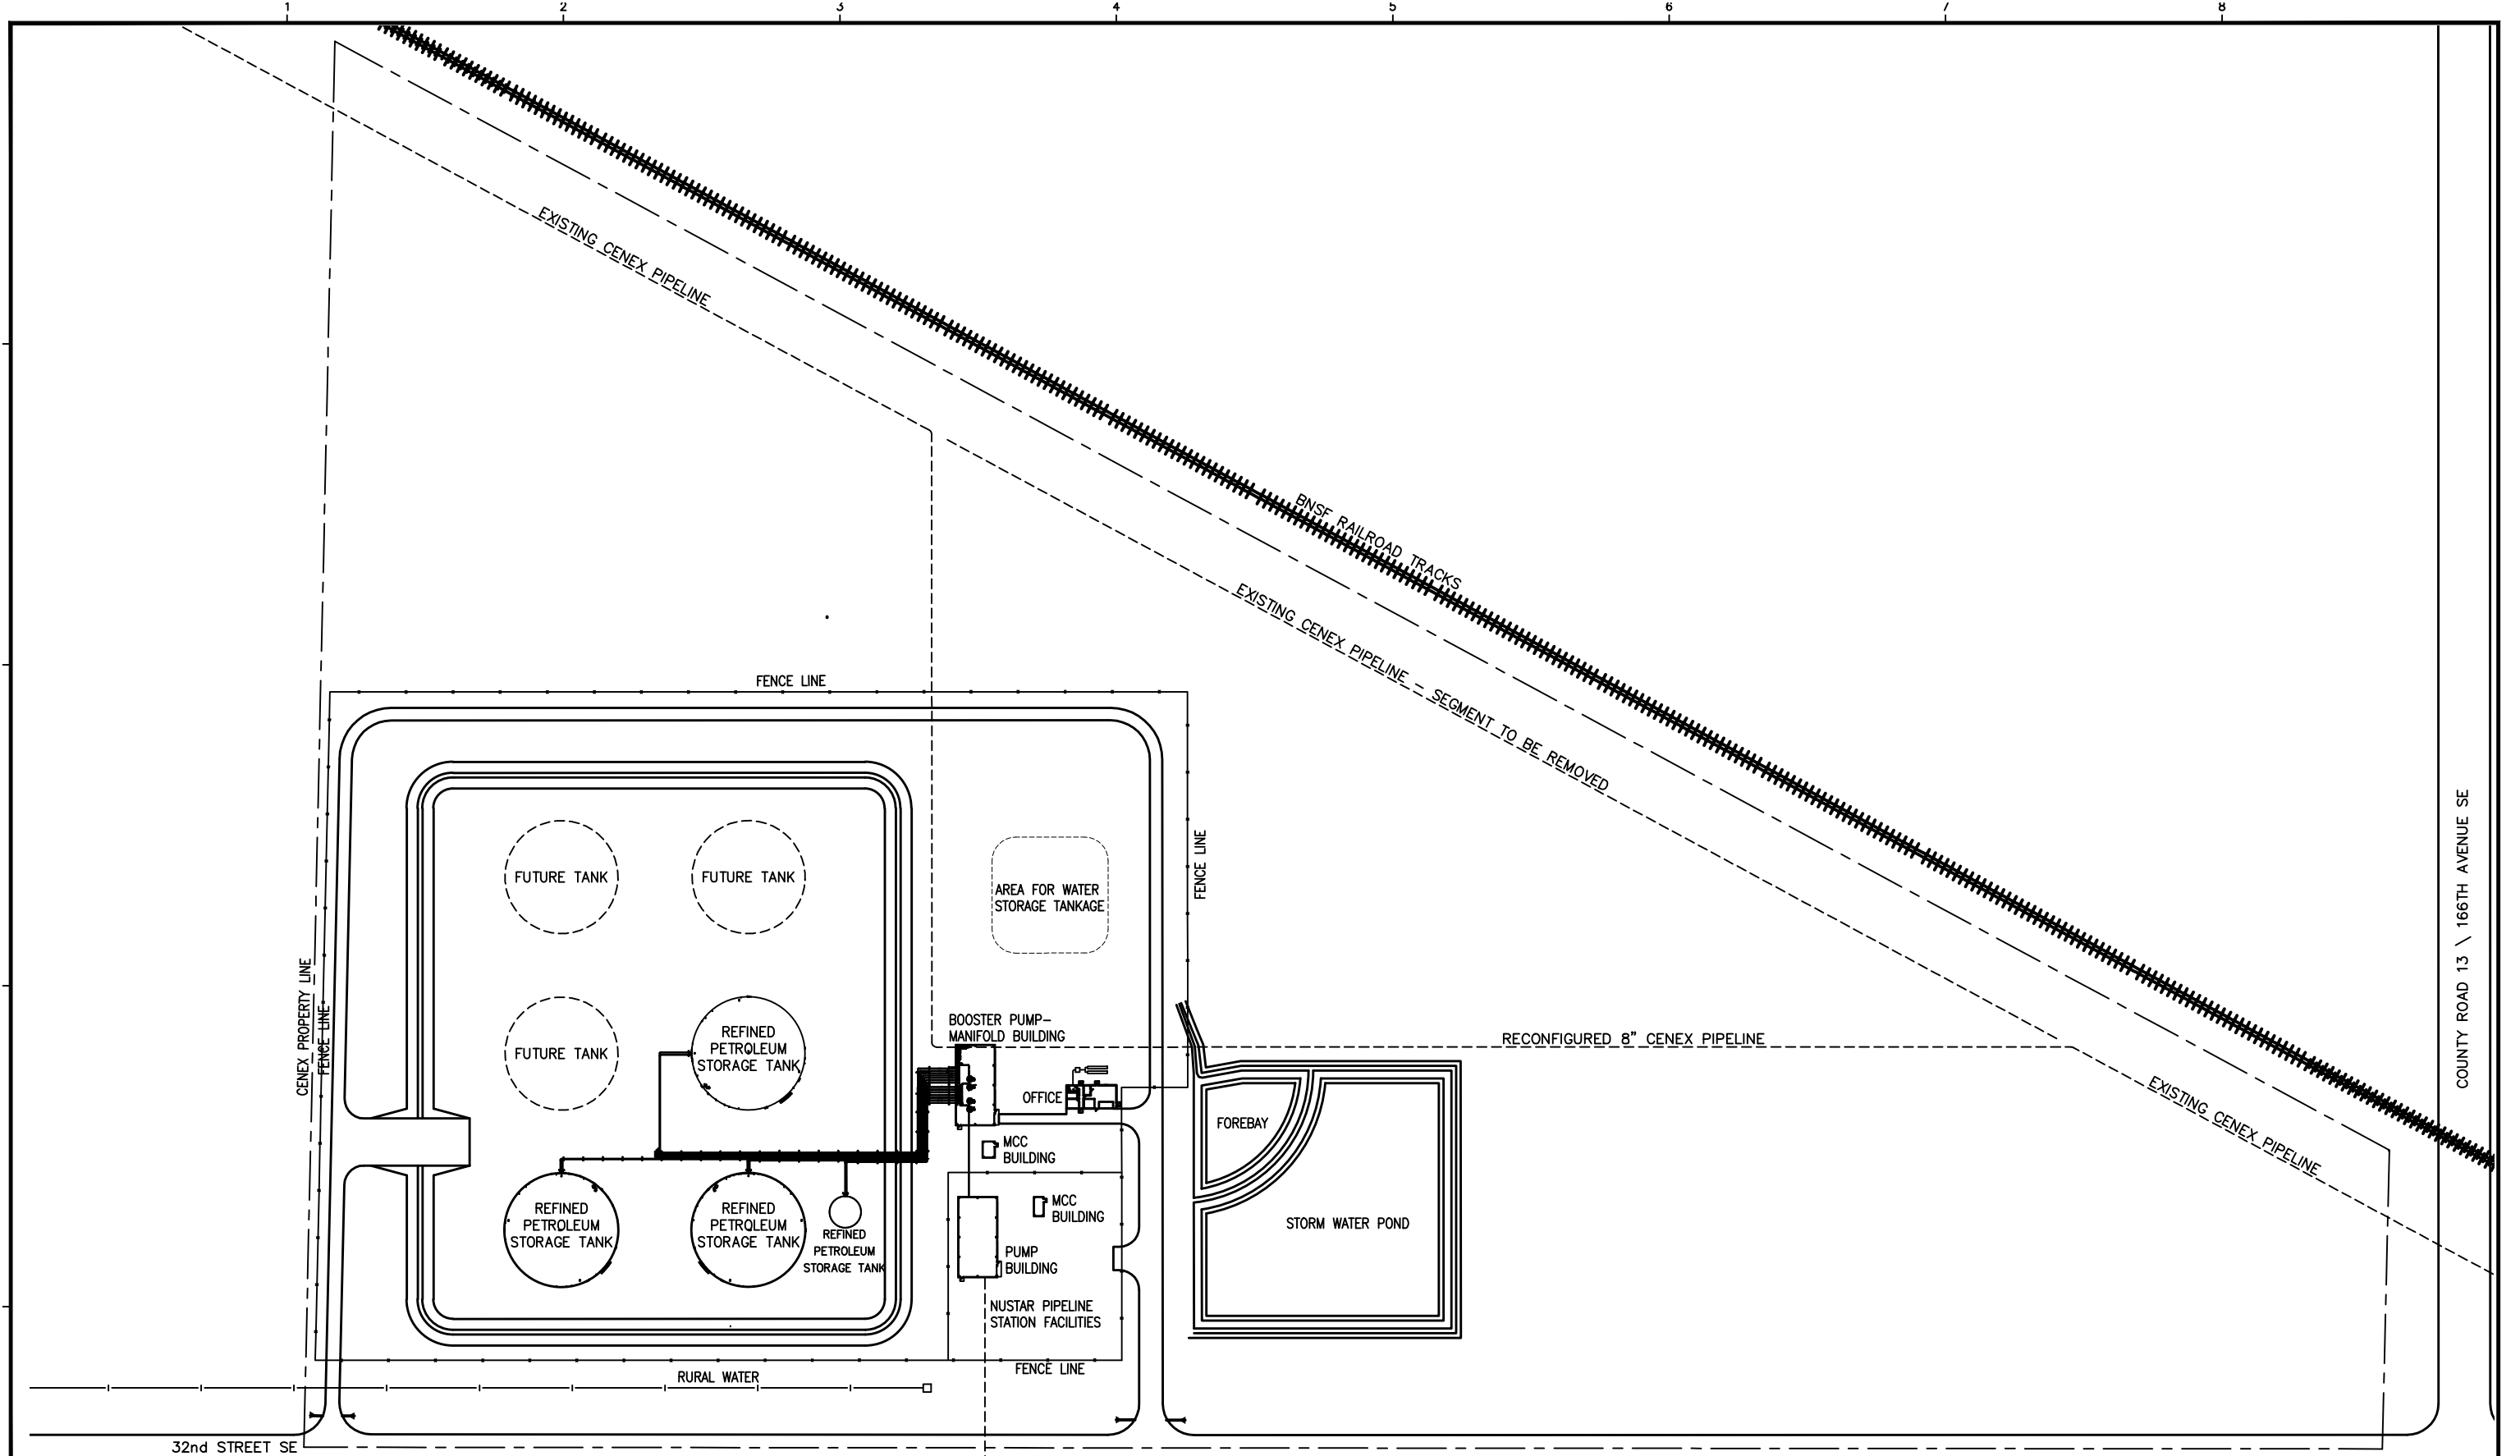 1 2 3 4 5 6 7 8
EXISTING CENEX PIPELINE
BNSF RAILROAD TRACKS
EXISTING CENEX PIPELINE - SEGMENT TO BE REMOVED
FENCE LINE
COUNTY ROAD 13 \ 166TH AVENUE SE
FENCE LINE
FUTURE TANK
FUTURE TANK
AREA FOR WATER
STORAGE TANKAGE
CENEX PROPERTY LINE
FENCE LINE
FUTURE TANK
REFINED
PETROLEUM
STORAGE TANK
BOOSTER PUMP-
MANIFOLD BUILDING
RECONFIGURED 8" CENEX PIPELINE
EXISTING CENEX PIPELINE
OFFICE
FOREBAY
MCC
BUILDING
MCC
BUILDING
REFINED
PETROLEUM
STORAGE TANK
REFINED
PETROLEUM
STORAGE TANK
REFINED
PETROLEUM
STORAGE TANK
STORM WATER POND
PUMP
BUILDING
NUSTAR PIPELINE
STATION FACILITIES
FENCE LINE
RURAL WATER
32nd STREET SE